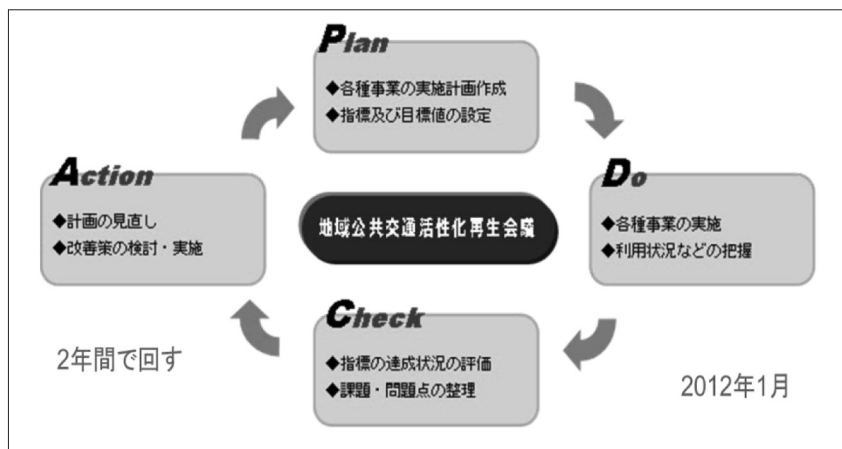 Plan
◆各種事業の実施計画作成
◆指標及び目標値の設定
Action
◆計画の見直し
◆改善策の検討・実施
地域公共交通活性化再生会議
Do
◆各種事業の実施
◆利用状況などの把握
Check
◆指標の達成状況の評価
◆課題・問題点の整理
2年間で回す
2012年1月